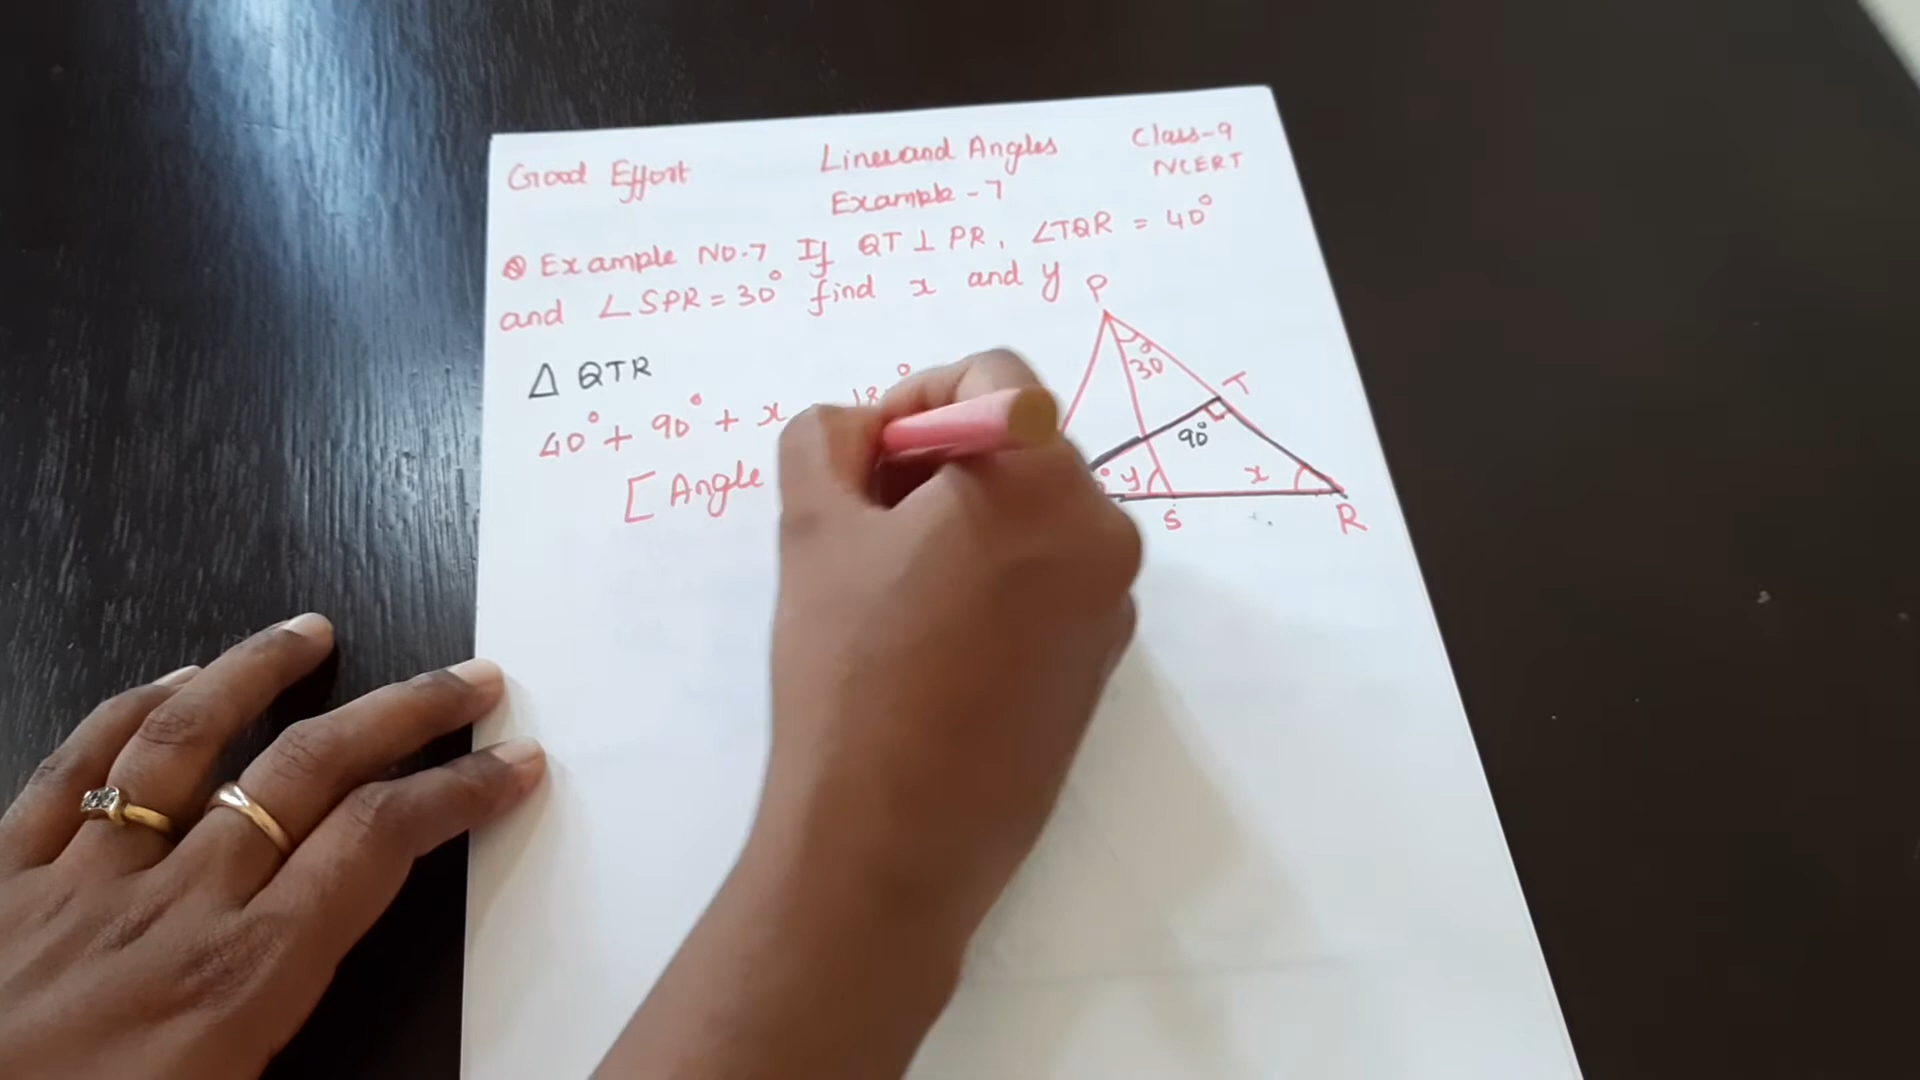 Good Effort Lines and Angles Class-9
NCERT
Example - 7
Example No.7 If QT ⊥ PR, ∠TQR = 40°
and ∠SPR = 30° find x and y
P
30
T
90°
y
x
S
R
△ QTR
40° + 90° + x
[Angle